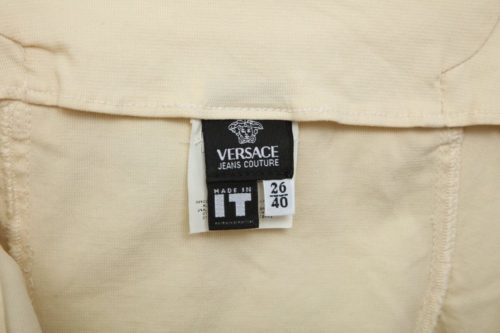 VERSACE
JEANS COUTURE
MADE IN
IT
26
40